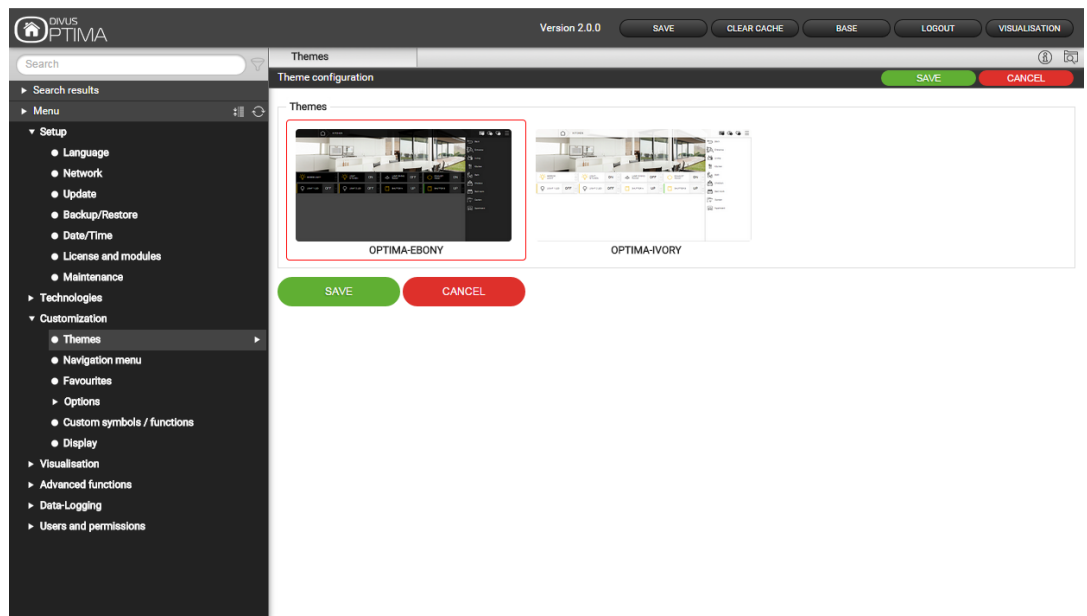 DIVUS
OPTIMA
Version 2.0.0
SAVE
CLEAR CACHE
BASE
LOGOUT
VISUALISATION
Search
Search results
Menu
Setup
Language
Network
Update
Backup/Restore
Date/Time
License and modules
Maintenance
Technologies
Customization
Themes
Navigation menu
Favourites
Options
Custom symbols / functions
Display
Visualisation
Advanced functions
Data-Logging
Users and permissions
Themes
Theme configuration
SAVE
CANCEL
Themes
OPTIMA-EBONY
OPTIMA-IVORY
SAVE
CANCEL